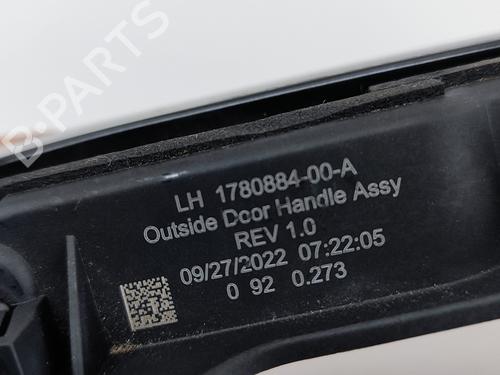 B-PARTS
LH 1780884-00-A
Outside Door Handle Assy
REV 1.0
09/27/2022 07:22:05
0 92 0.273